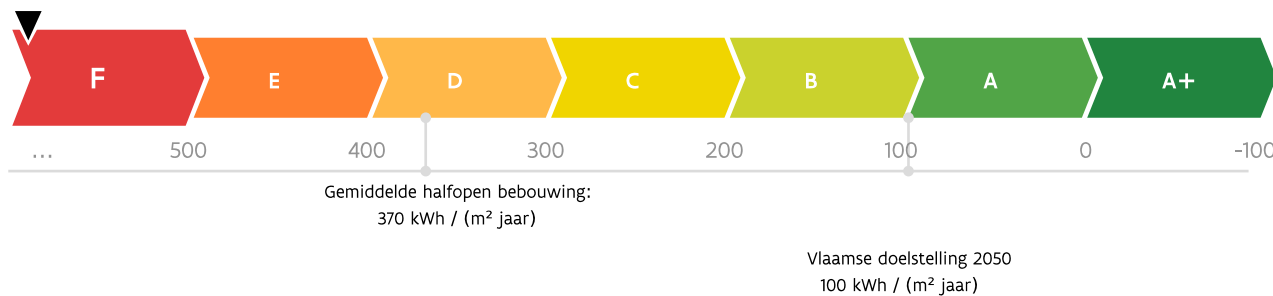 F E D C B A A+
... 500 400 300 200 100 0 -100
Gemiddelde halfopen bebouwing:
370 kWh / (m² jaar)
Vlaamse doelstelling 2050
100 kWh / (m² jaar)